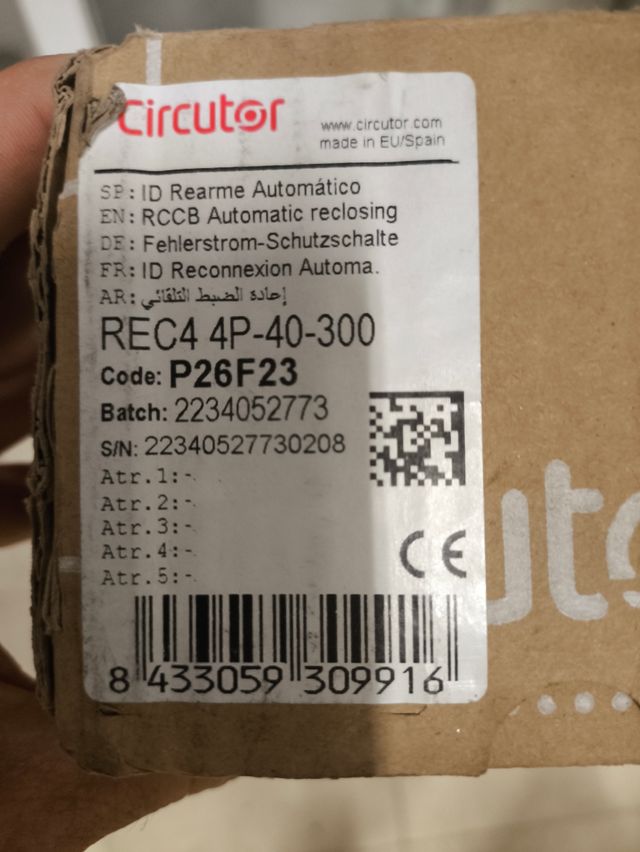 Circutor
www.circutor.com
made in EU/Spain
SP: ID Rearme Automático
EN: RCCB Automatic reclosing
DE: Fehlerstrom-Schutzschalte
FR: ID Reconnexion Automa.
AR: إعادة الضبط التلقائي
REC4 4P-40-300
Code: P26F23
Batch: 2234052773
S/N: 22340527730208
Atr.1:-
Atr.2:-
Atr.3:-
Atr.4:-
Atr.5:-
CE
8 433059 309916